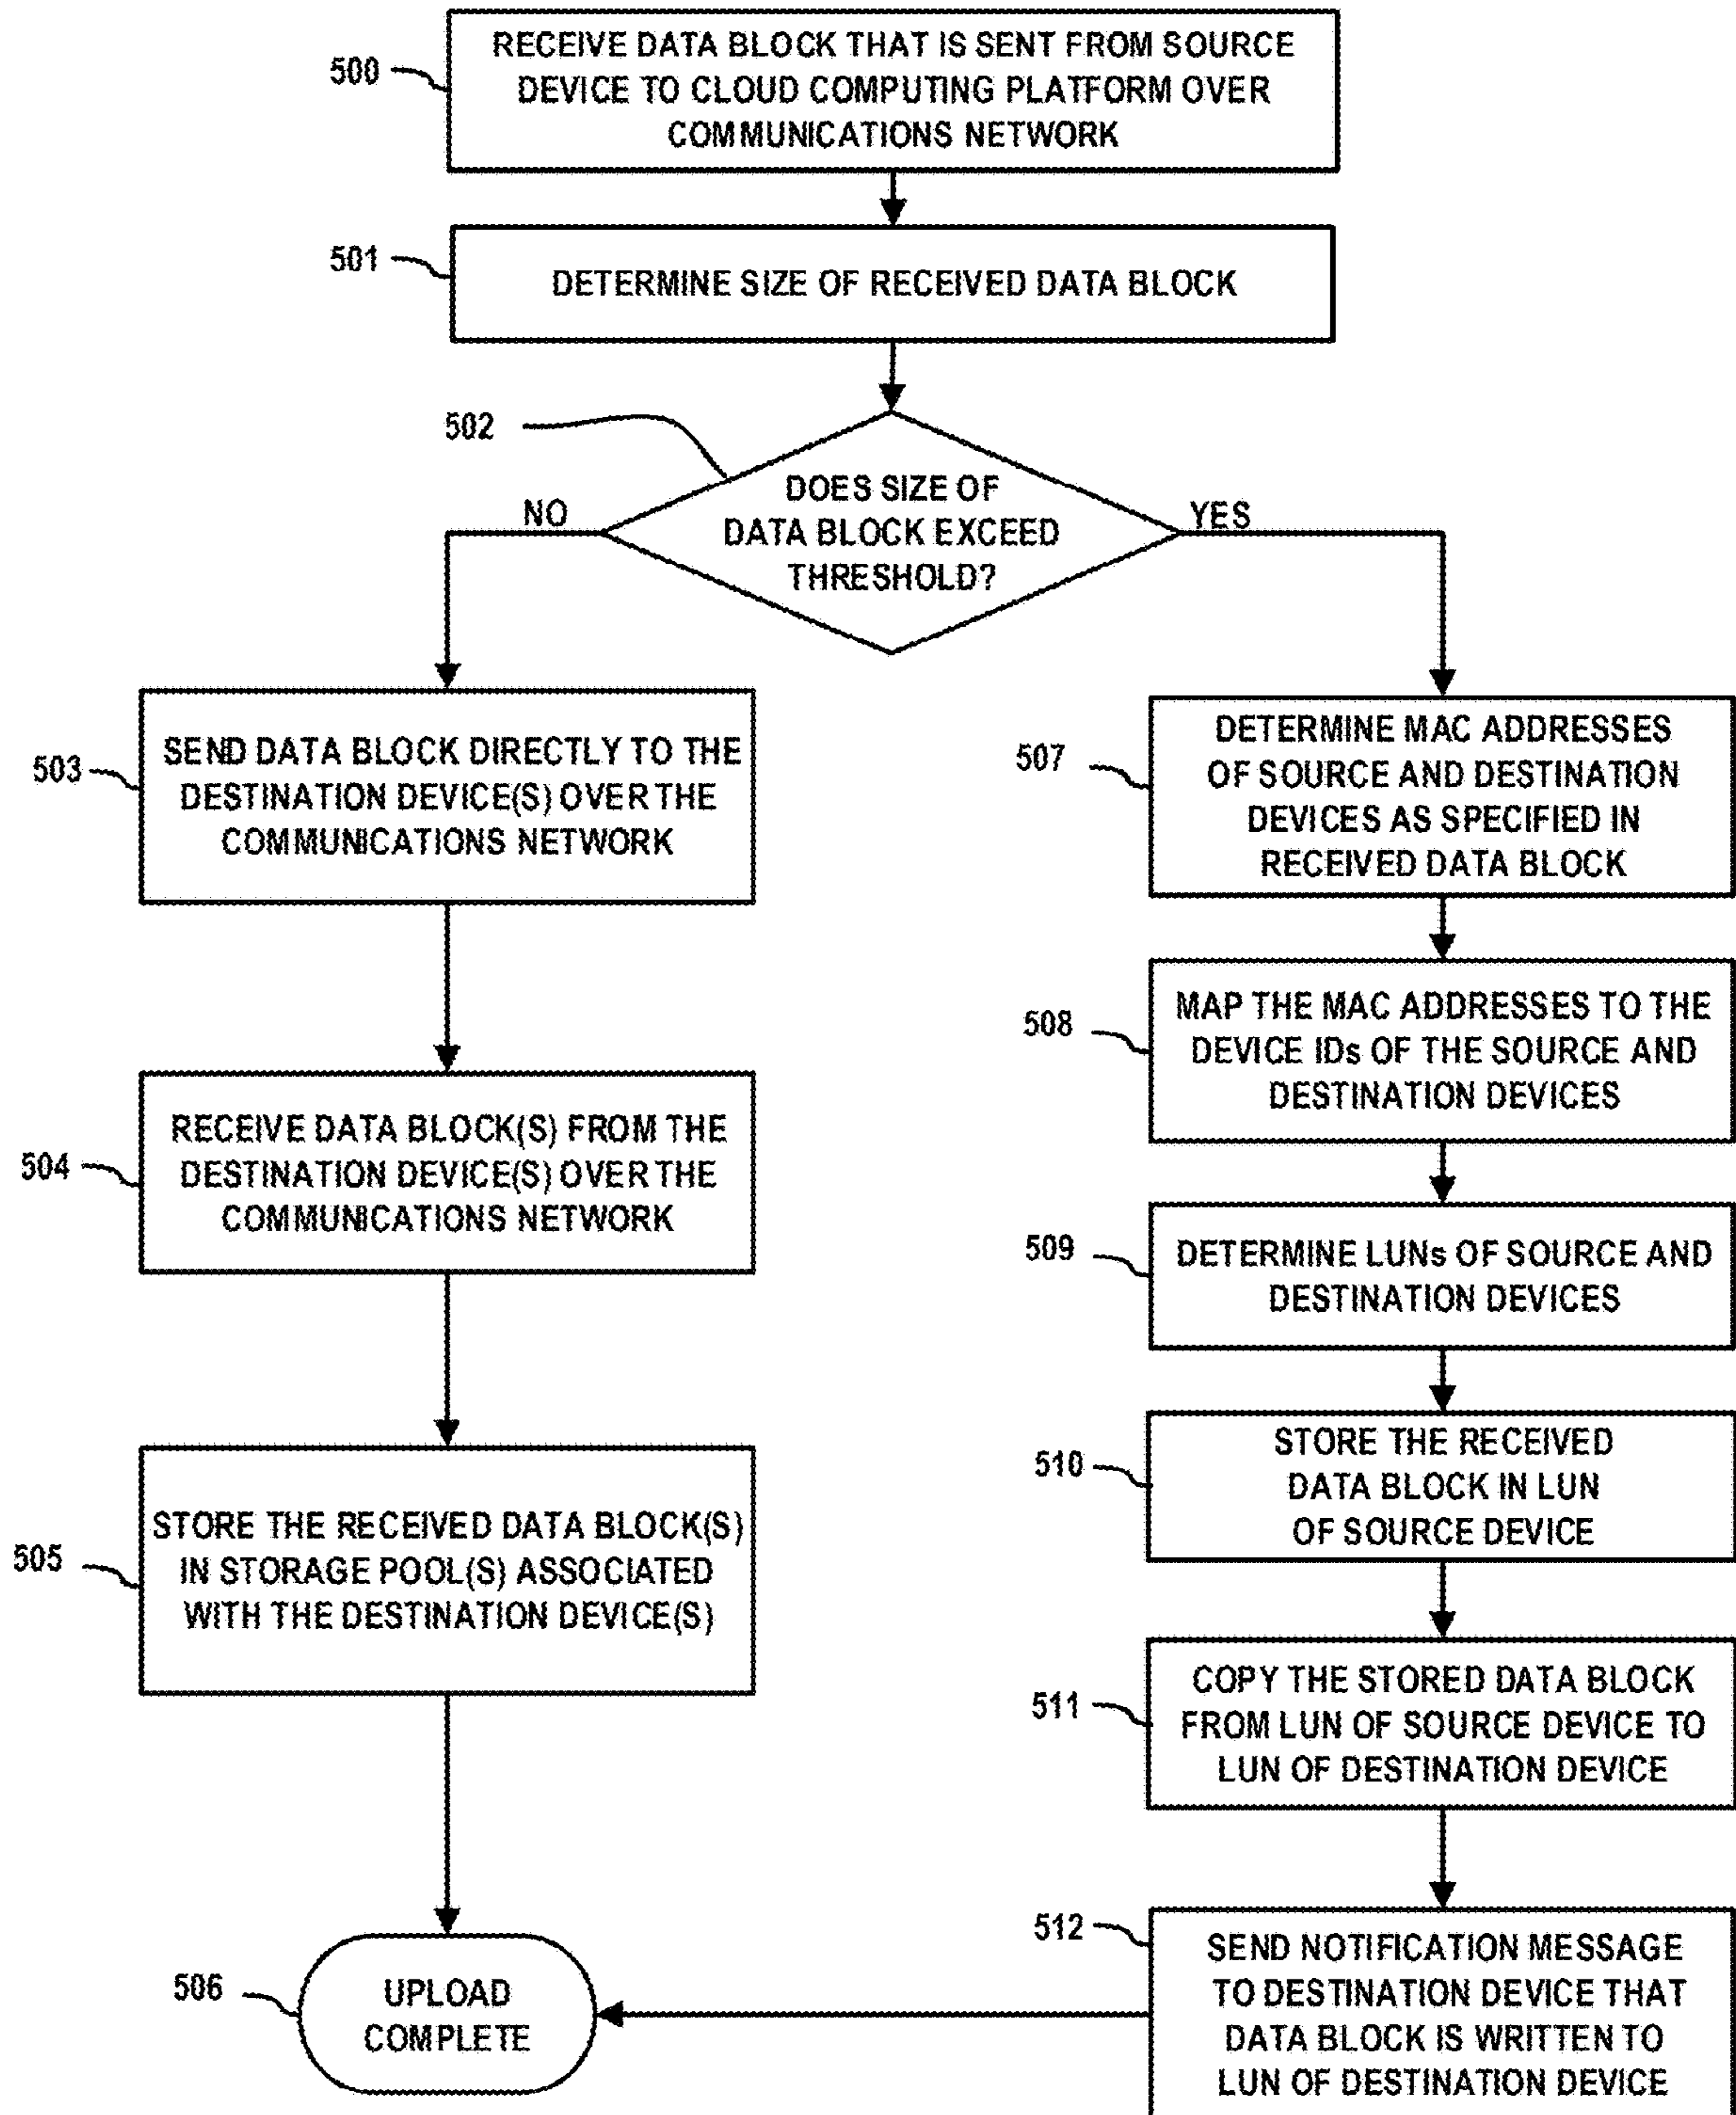 500
RECEIVE DATA BLOCK THAT IS SENT FROM SOURCE
DEVICE TO CLOUD COMPUTING PLATFORM OVER
COMMUNICATIONS NETWORK
501
DETERMINE SIZE OF RECEIVED DATA BLOCK
502
DOES SIZE OF
DATA BLOCK EXCEED
THRESHOLD?
NO
YES
503
SEND DATA BLOCK DIRECTLY TO THE
DESTINATION DEVICE(S) OVER THE
COMMUNICATIONS NETWORK
504
RECEIVE DATA BLOCK(S) FROM THE
DESTINATION DEVICE(S) OVER THE
COMMUNICATIONS NETWORK
505
STORE THE RECEIVED DATA BLOCK(S)
IN STORAGE POOL(S) ASSOCIATED
WITH THE DESTINATION DEVICE(S)
506
UPLOAD
COMPLETE
507
DETERMINE MAC ADDRESSES
OF SOURCE AND DESTINATION
DEVICES AS SPECIFIED IN
RECEIVED DATA BLOCK
508
MAP THE MAC ADDRESSES TO THE
DEVICE IDs OF THE SOURCE AND
DESTINATION DEVICES
509
DETERMINE LUNs OF SOURCE AND
DESTINATION DEVICES
510
STORE THE RECEIVED
DATA BLOCK IN LUN
OF SOURCE DEVICE
511
COPY THE STORED DATA BLOCK
FROM LUN OF SOURCE DEVICE TO
LUN OF DESTINATION DEVICE
512
SEND NOTIFICATION MESSAGE
TO DESTINATION DEVICE THAT
DATA BLOCK IS WRITTEN TO
LUN OF DESTINATION DEVICE